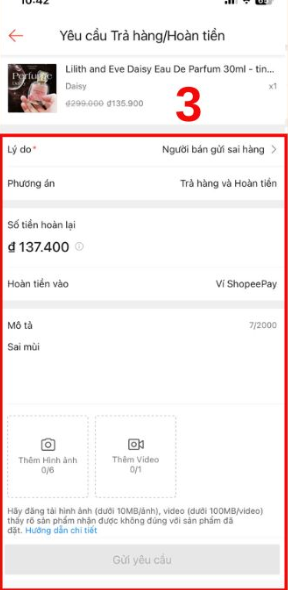 10:42
Yêu cầu Trả hàng/Hoàn tiền
Perfume
Lilith and Eve Daisy Eau De Parfum 30ml - tin...
Daisy
x1
₫299.000 ₫135.900
3
Lý do*
Người bán gửi sai hàng >
Phương án
Trả hàng và Hoàn tiền
Số tiền hoàn lại
₫ 137.400
Hoàn tiền vào
Ví ShopeePay
Mô tả
7/2000
Sai mùi
Thêm Hình ảnh
0/6
Thêm Video
0/1
Hãy đăng tải hình ảnh (dưới 10MB/ảnh), video (dưới 100MB/video)
thấy rõ sản phẩm nhận được không đúng với sản phẩm đã
đặt. Hướng dẫn chi tiết
Gửi yêu cầu